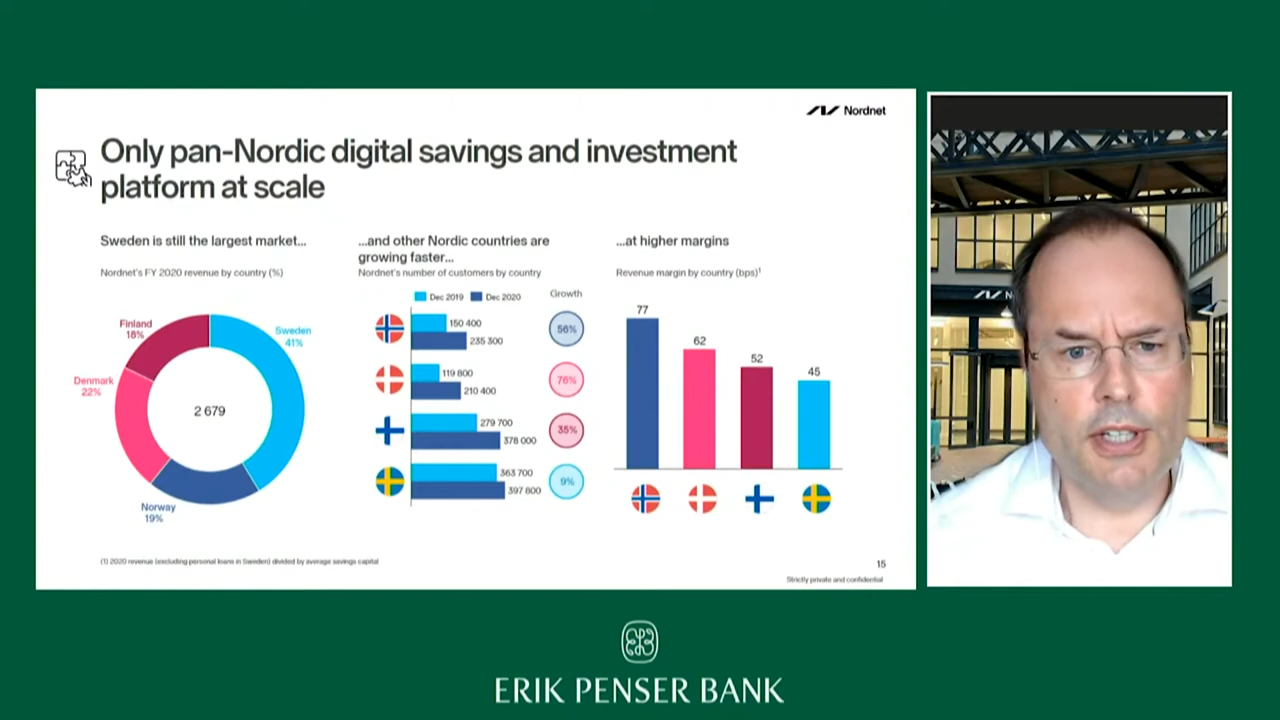 Nordnet
Only pan-Nordic digital savings and investment
platform at scale
Sweden is still the largest market...
Nordnet's FY 2020 revenue by country (%)
Finland
18%
Sweden
41%
Denmark
22%
2 679
Norway
19%
...and other Nordic countries are
growing faster...
Nordnet's number of customers by country
Dec 2019
Dec 2020
Growth
150 400
235 300
56%
119 800
210 400
76%
279 700
378 000
35%
363 700
397 800
9%
...at higher margins
Revenue margin by country (bps)¹
77
62
52
45
(1) 2020 revenue (excluding personal loans in Sweden) divided by average savings capital
15
Strictly private and confidential
ERIK PENSER BANK